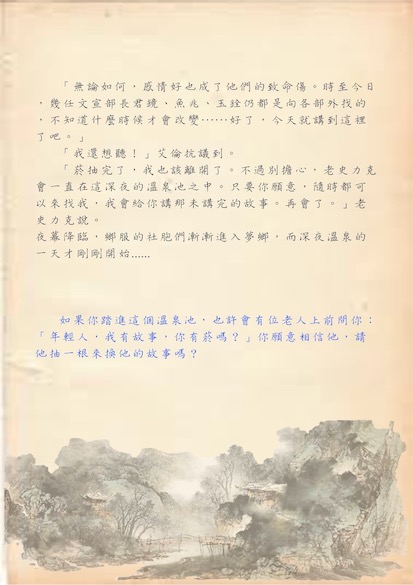 「無論如何，感情好也成了他們的致命傷。時至今日
，幾任文宣部長君鏡、魚兆、玉銓仍都是向各部外找的
，不知道什麼時候才會改變……好了，今天就講到這裡
了吧。」
「我還想聽！」艾倫抗議到。
「菸抽完了，我也該離開了。不過別擔心，老史力克
會一直在這深夜的溫泉池之中。只要你願意，隨時都可
以來找我，我會給你講那未講完的故事。再會了。」老
史力克說。
夜幕降臨，鄉服的社胞們漸漸進入夢鄉，而深夜溫泉的
一天才剛剛開始……
如果你踏進這個溫泉池，也許會有位老人上前問你：
「年輕人，我有故事，你有菸嗎？」你願意相信他，請
他抽一根來換他的故事嗎？